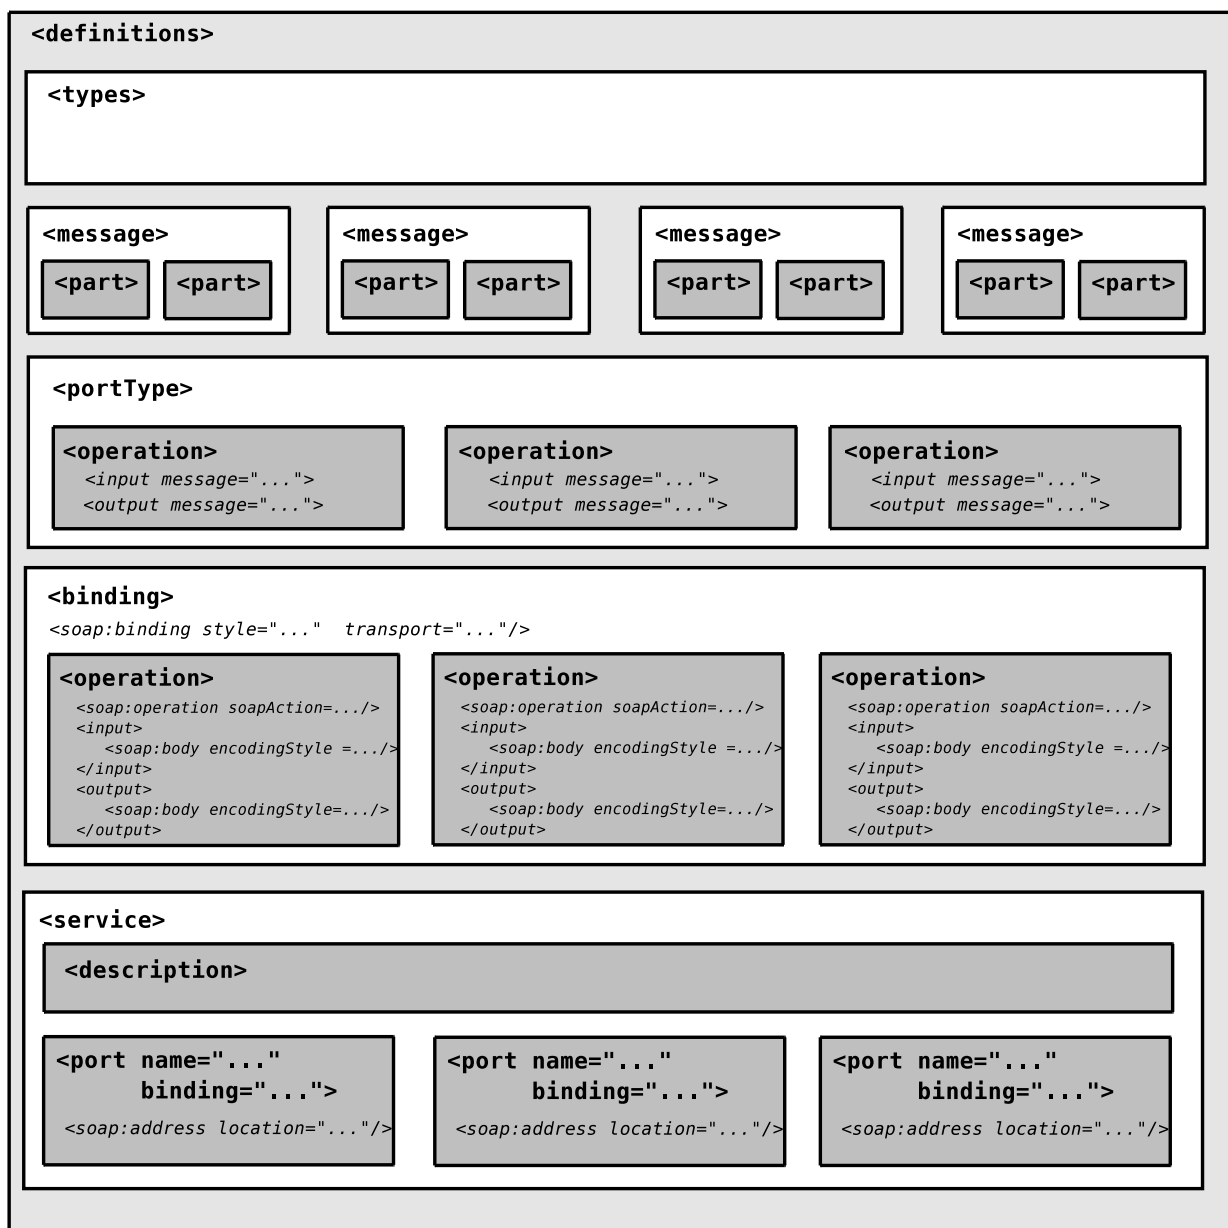 <definitions>
<types>
<message> <message> <message> <message>
<part> <part> <part> <part> <part> <part> <part> <part>
<portType>
<operation> <operation> <operation>
<input message="..."> <input message="..."> <input message="...">
<output message="..."> <output message="..."> <output message="...">
<binding>
<soap:binding style="..." transport="..."/>
<operation> <operation> <operation>
<soap:operation soapAction=.../> <soap:operation soapAction=.../> <soap:operation soapAction=.../>
<input> <input> <input>
<soap:body encodingStyle =.../> <soap:body encodingStyle =.../> <soap:body encodingStyle =.../>
</input> </input> </input>
<output> <output> <output>
<soap:body encodingStyle=.../> <soap:body encodingStyle=.../> <soap:body encodingStyle=.../>
</output> </output> </output>
<service>
<description>
<port name="..." <port name="..." <port name="..."
binding="..."> binding="..."> binding="...">
<soap:address location="..."/> <soap:address location="..."/> <soap:address location="..."/>